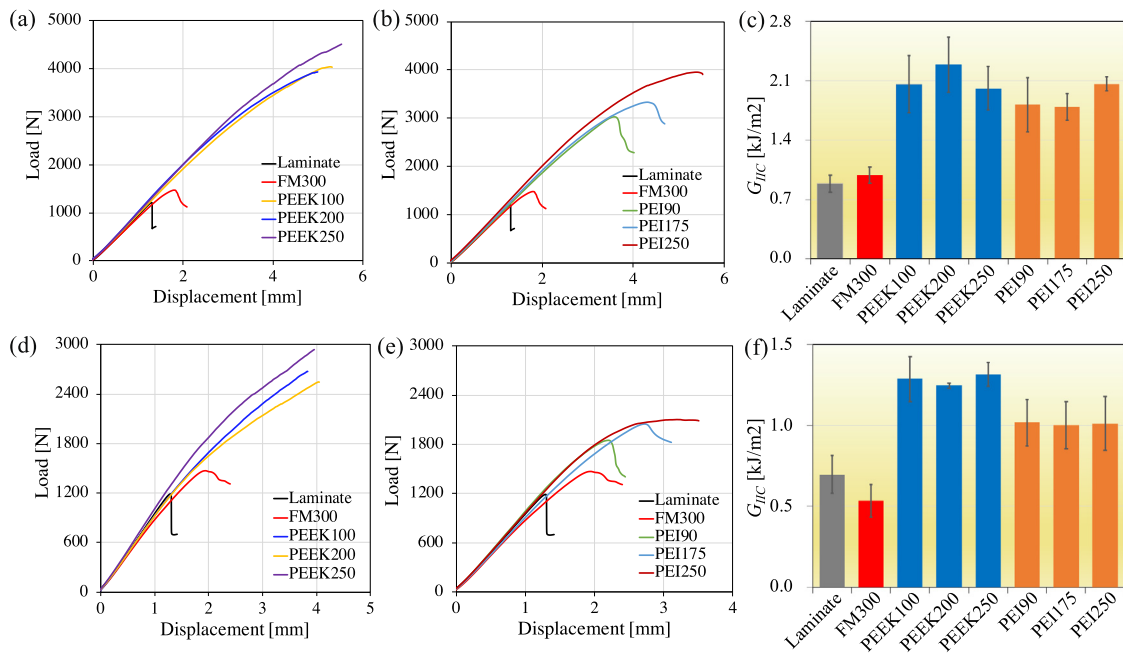 (a)
5000
4000
3000
2000
1000
0
Load [N]
Laminate
FM300
PEEK100
PEEK200
PEEK250
0 2 4 6
Displacement [mm]
(b)
5000
4000
3000
2000
1000
0
Load [N]
Laminate
FM300
PEI90
PEI175
PEI250
0 2 4 6
Displacement [mm]
(c)
2.8
2.1
1.4
0.7
0.0
GIIC [kJ/m2]
Laminate
FM300
PEEK100
PEEK200
PEEK250
PEI90
PEI175
PEI250
(d)
3000
2400
1800
1200
600
0
Load [N]
Laminate
FM300
PEEK100
PEEK200
PEEK250
0 1 2 3 4 5
Displacement [mm]
(e)
3000
2400
1800
1200
600
0
Load [N]
Laminate
FM300
PEI90
PEI175
PEI250
0 1 2 3 4
Displacement [mm]
(f)
1.5
1.0
0.5
0.0
GIIC [kJ/m2]
Laminate
FM300
PEEK100
PEEK200
PEEK250
PEI90
PEI175
PEI250